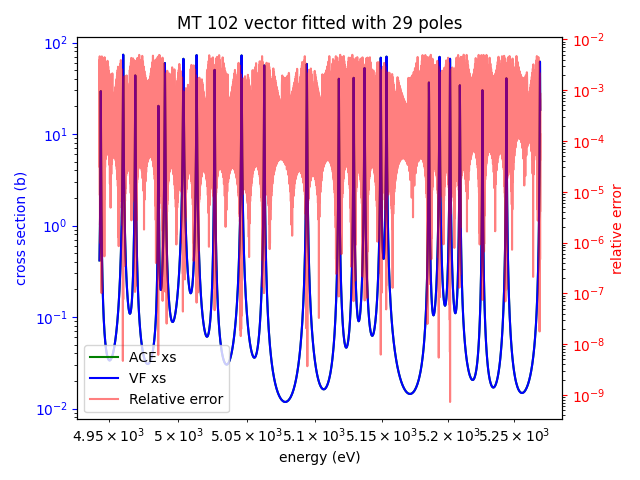 MT 102 vector fitted with 29 poles
10²
10¹
10⁰
10⁻¹
10⁻²
cross section (b)
10⁻²
10⁻³
10⁻⁴
10⁻⁵
10⁻⁶
10⁻⁷
10⁻⁸
10⁻⁹
relative error
ACE xs
VF xs
Relative error
4.95 × 10³ 5 × 10³ 5.05 × 10³ 5.1 × 10³ 5.15 × 10³ 5.2 × 10³ 5.25 × 10³
energy (eV)